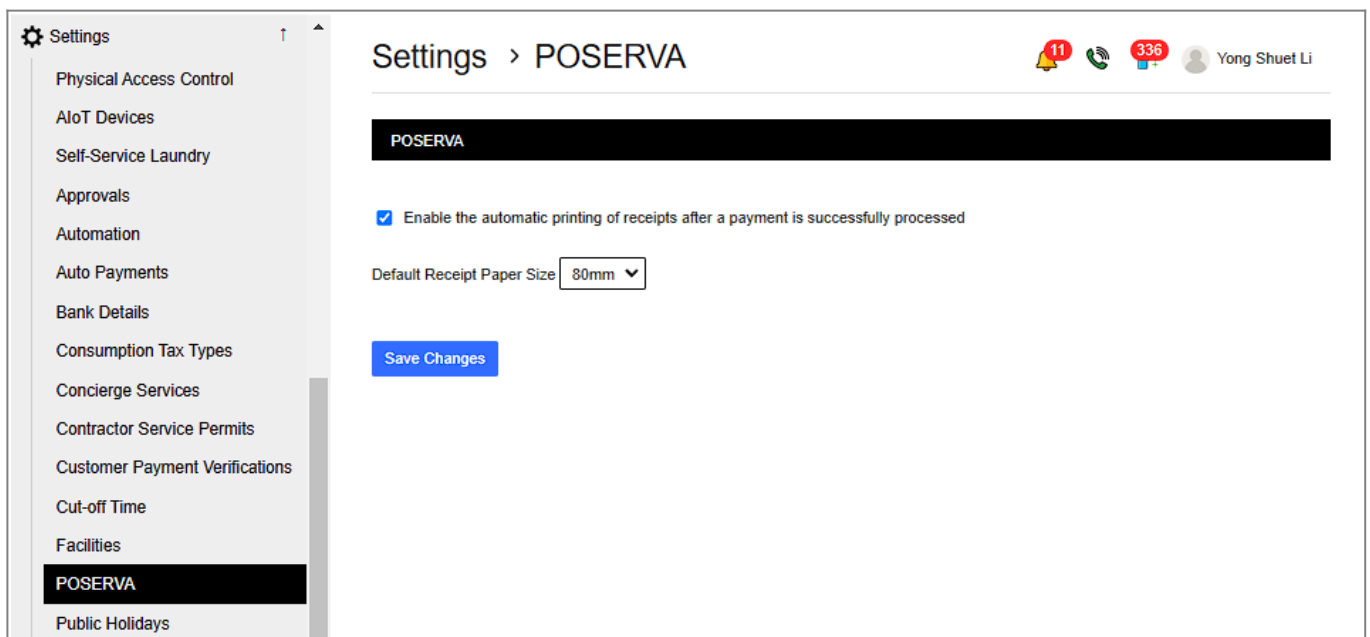 Settings ↑
Physical Access Control
AIoT Devices
Self-Service Laundry
Approvals
Automation
Auto Payments
Bank Details
Consumption Tax Types
Concierge Services
Contractor Service Permits
Customer Payment Verifications
Cut-off Time
Facilities
POSERVA
Public Holidays
Settings > POSERVA
11
336
Yong Shuet Li
POSERVA
Enable the automatic printing of receipts after a payment is successfully processed
Default Receipt Paper Size 80mm
Save Changes